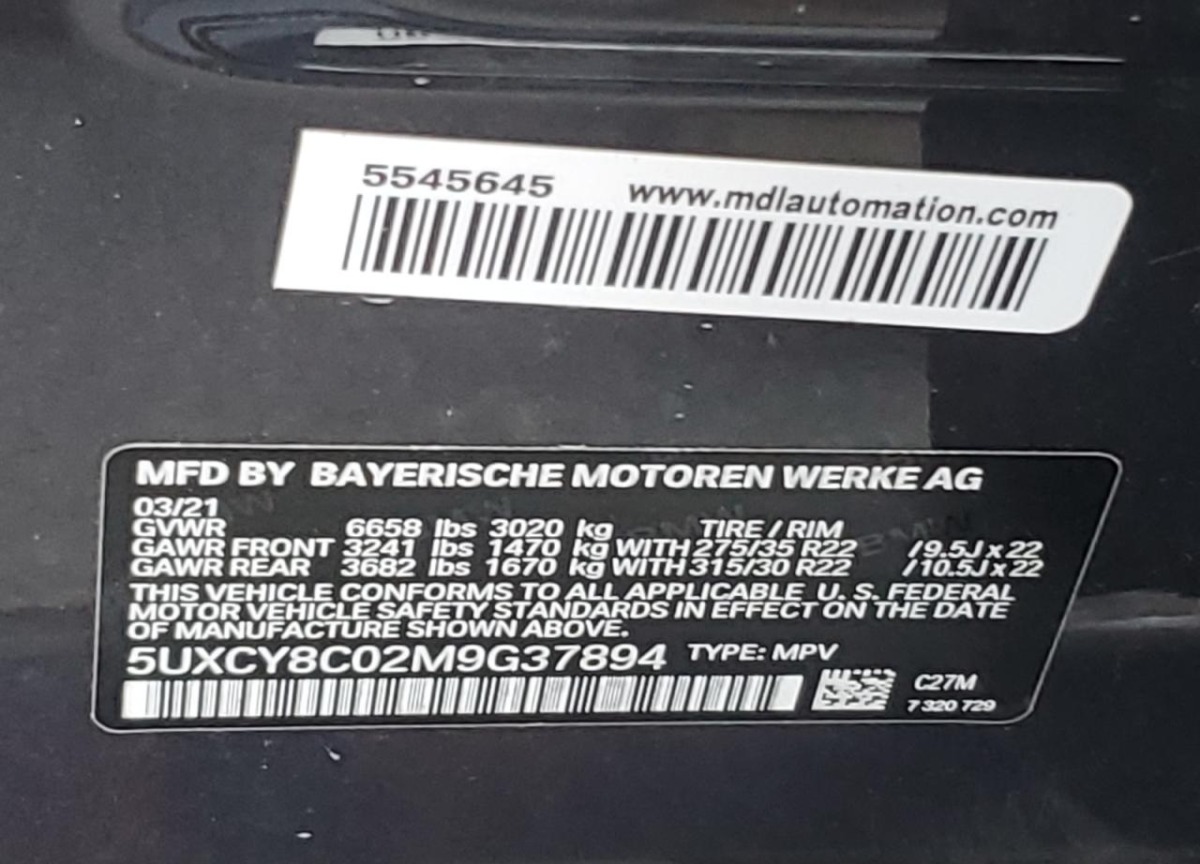 5545645 www.mdlautomation.com
MFD BY BAYERISCHE MOTOREN WERKE AG
03/21
GVWR 6658 lbs 3020 kg TIRE / RIM
GAWR FRONT 3241 lbs 1470 kg WITH 275/35 R22 / 9.5J x 22
GAWR REAR 3682 lbs 1670 kg WITH 315/30 R22 / 10.5J x 22
THIS VEHICLE CONFORMS TO ALL APPLICABLE U. S. FEDERAL
MOTOR VEHICLE SAFETY STANDARDS IN EFFECT ON THE DATE
OF MANUFACTURE SHOWN ABOVE.
5UXCY8C02M9G37894 TYPE: MPV
C27M
7 320 729